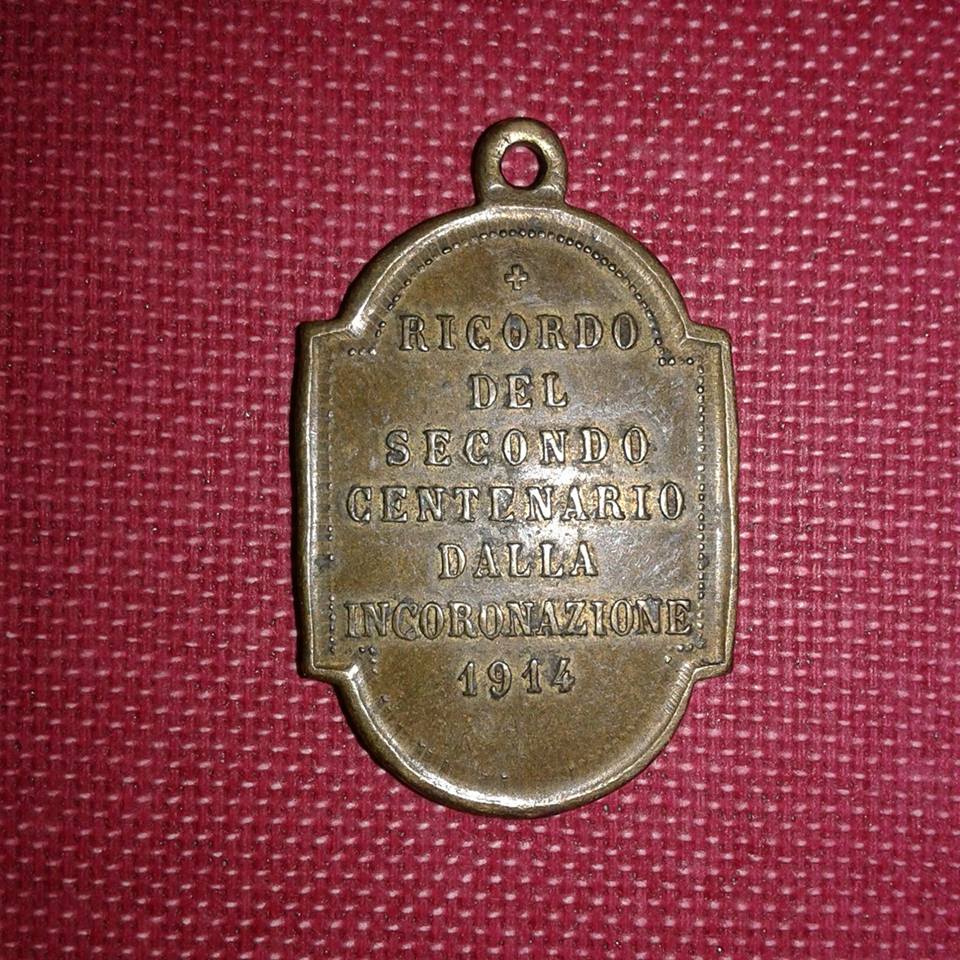 RICORDO
DEL
SECONDO
CENTENARIO
DALLA
INCORONAZIONE
1914